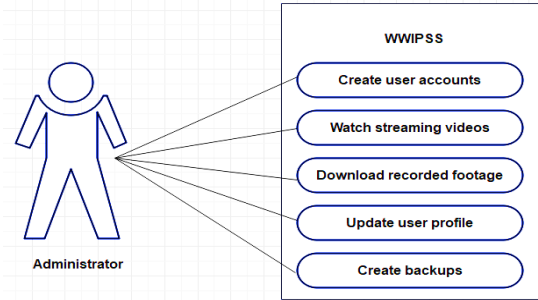 WWIPSS
Create user accounts
Watch streaming videos
Download recorded footage
Update user profile
Create backups
Administrator